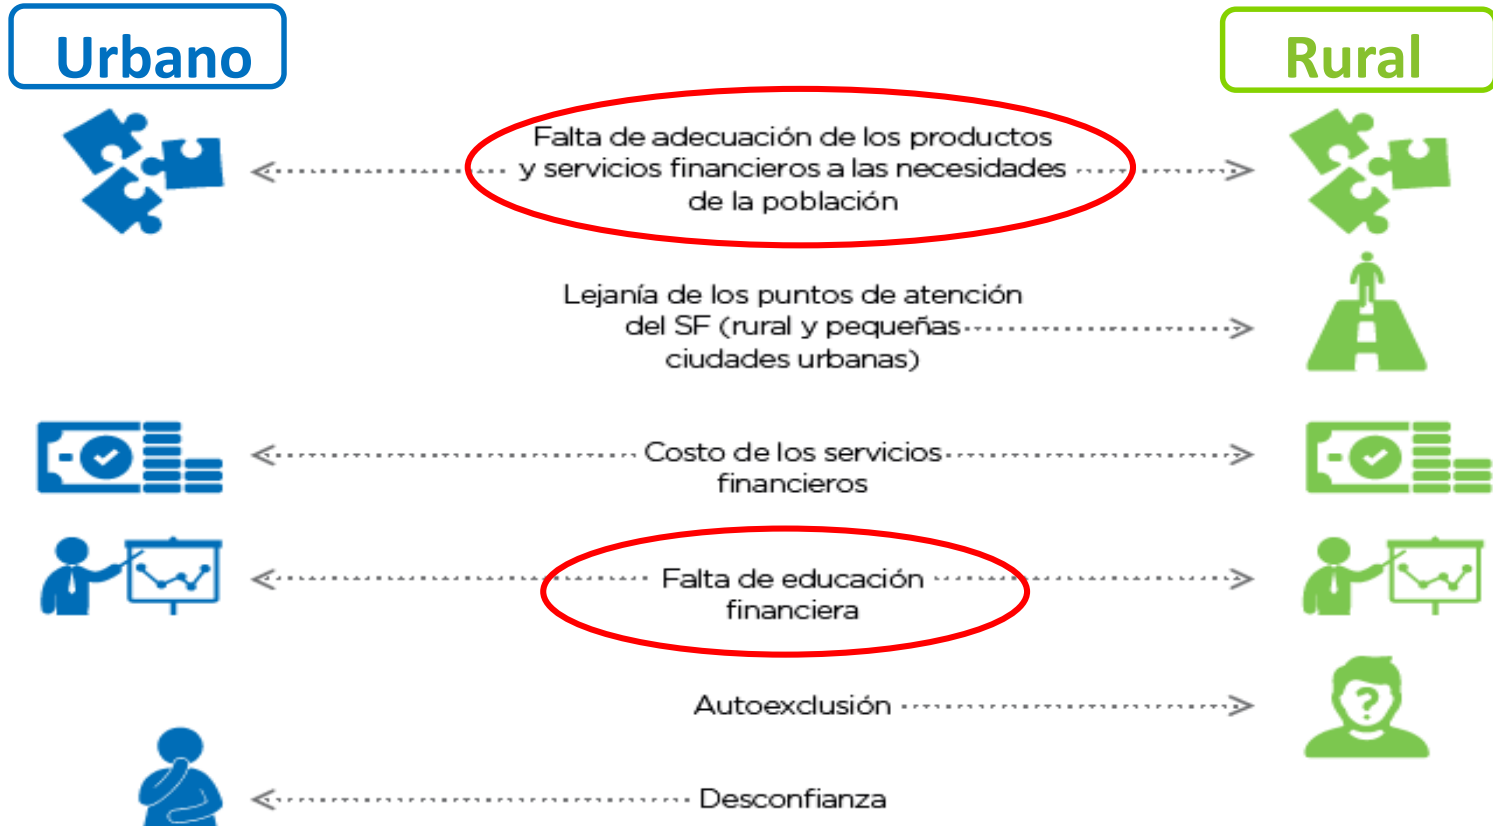 Urbano
Rural
Falta de adecuación de los productos
y servicios financieros a las necesidades
de la población
Lejanía de los puntos de atención
del SF (rural y pequeñas
ciudades urbanas)
Costo de los servicios
financieros
Falta de educación
financiera
Autoexclusión
?
Desconfianza